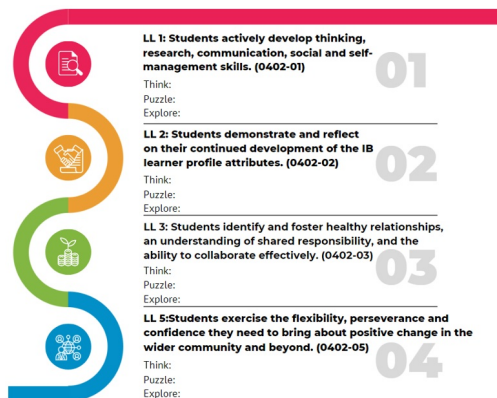 LL 1: Students actively develop thinking,
research, communication, social and self-
management skills. (0402-01)
01
Think:
Puzzle:
Explore:
LL 2: Students demonstrate and reflect
on their continued development of the IB
learner profile attributes. (0402-02)
02
Think:
Puzzle:
Explore:
LL 3: Students identify and foster healthy relationships,
an understanding of shared responsibility, and the
ability to collaborate effectively. (0402-03)
03
Think:
Puzzle:
Explore:
LL 5:Students exercise the flexibility, perseverance and
confidence they need to bring about positive change in the
wider community and beyond. (0402-05)
04
Think:
Puzzle:
Explore: